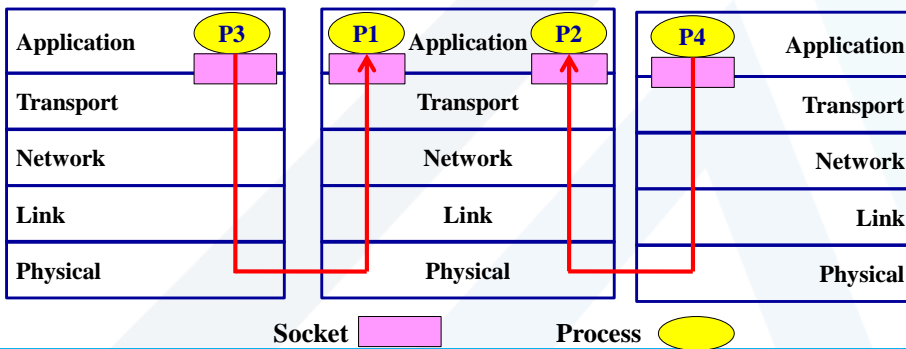 Application P3 P1 Application P2 P4 Application
Transport Transport Transport
Network Network Network
Link Link Link
Physical Physical Physical
Socket Process